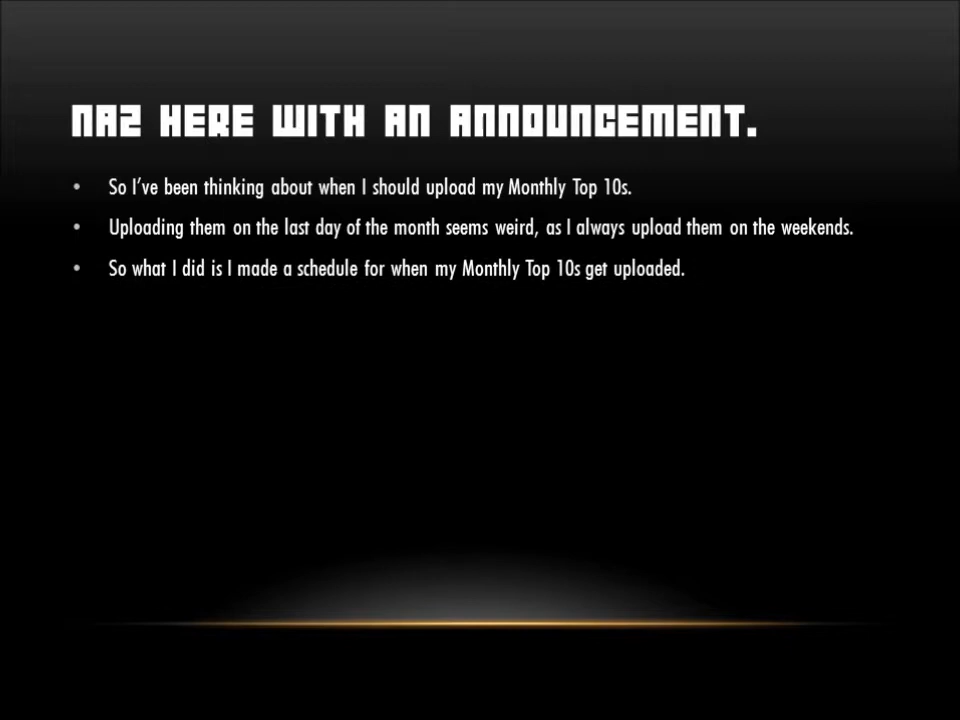 NAZ HERE WITH AN ANNOUNCEMENT.
• So I've been thinking about when I should upload my Monthly Top 10s.
• Uploading them on the last day of the month seems weird, as I always upload them on the weekends.
• So what I did is I made a schedule for when my Monthly Top 10s get uploaded.